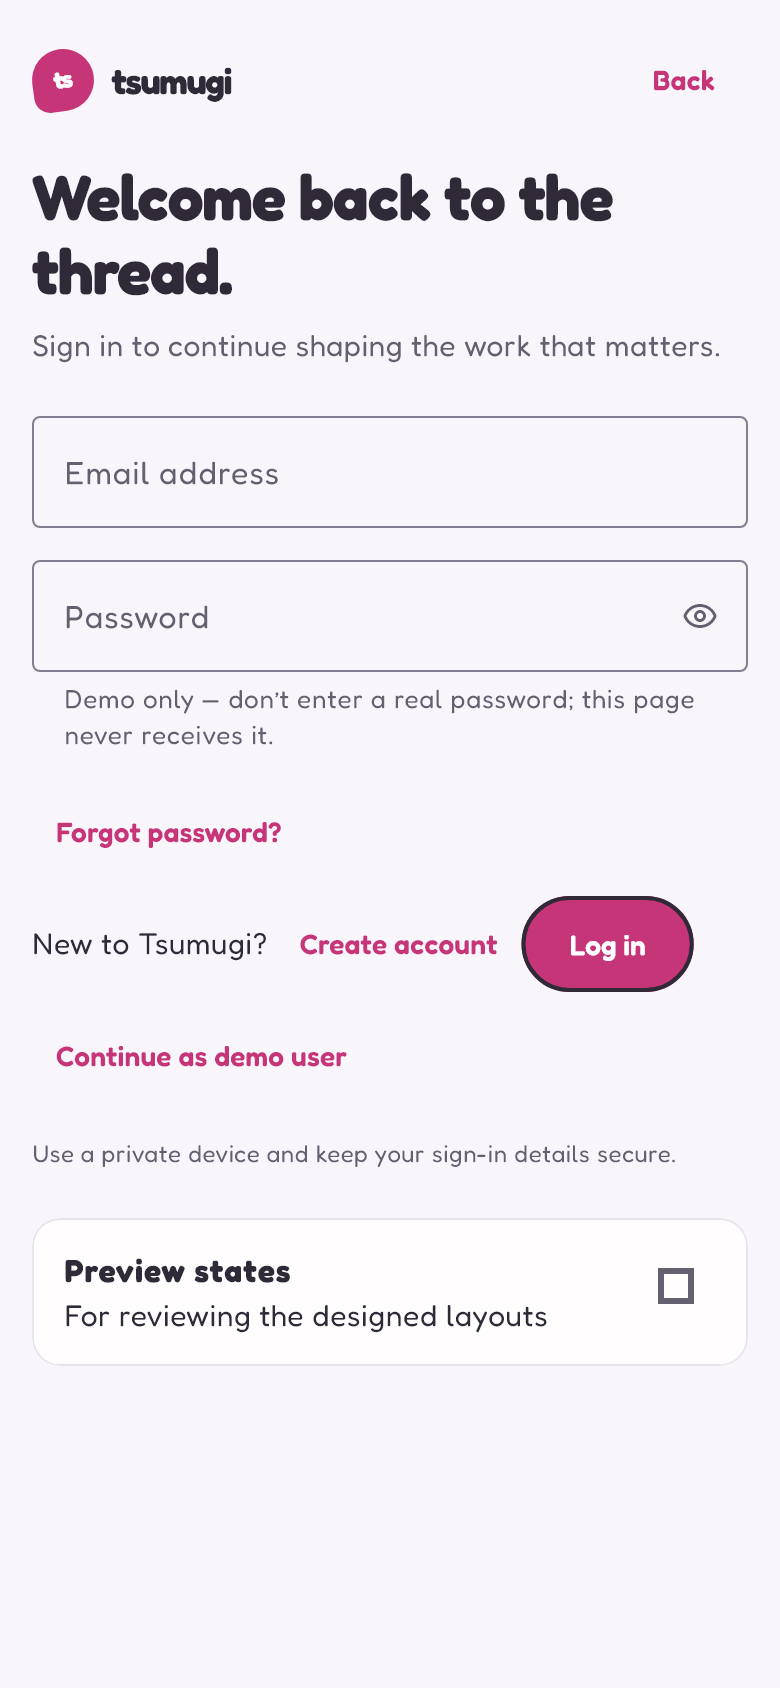 ts tsumugi Back
Welcome back to the
thread.
Sign in to continue shaping the work that matters.
Email address
Password
Demo only — don’t enter a real password; this page
never receives it.
Forgot password?
New to Tsumugi? Create account Log in
Continue as demo user
Use a private device and keep your sign-in details secure.
Preview states
For reviewing the designed layouts